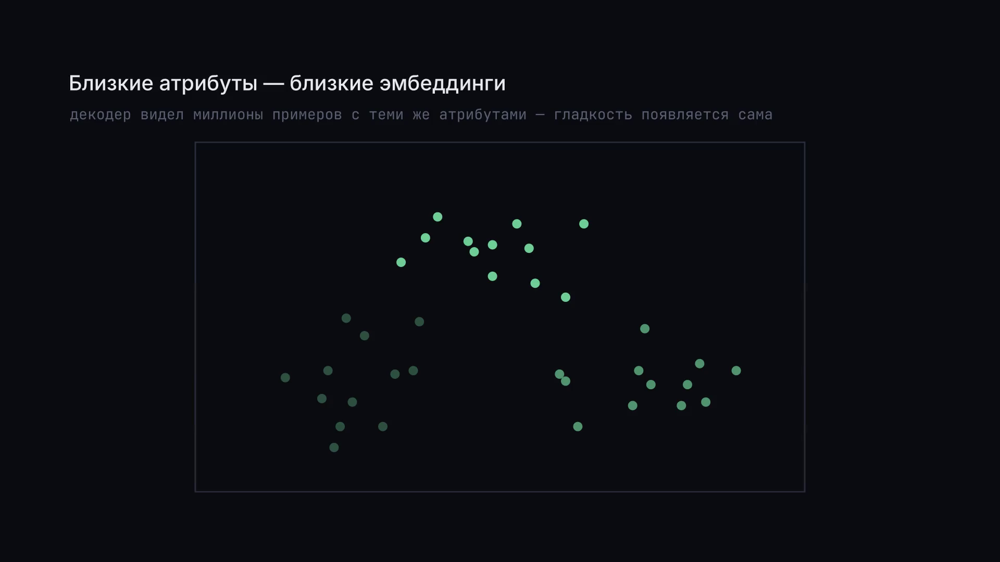 Близкие атрибуты — близкие эмбеддинги
декодер видел миллионы примеров с теми же атрибутами — гладкость появляется сама